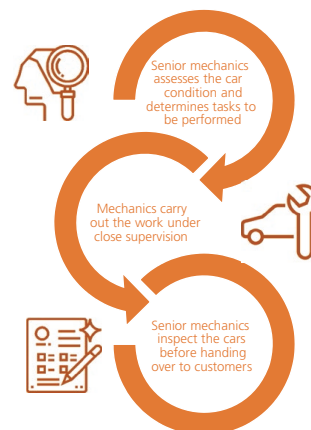 Senior mechanics
assesses the car
condition and
determines tasks to
be performed
Mechanics carry
out the work under
close supervision
Senior mechanics
inspect the cars
before handing
over to customers